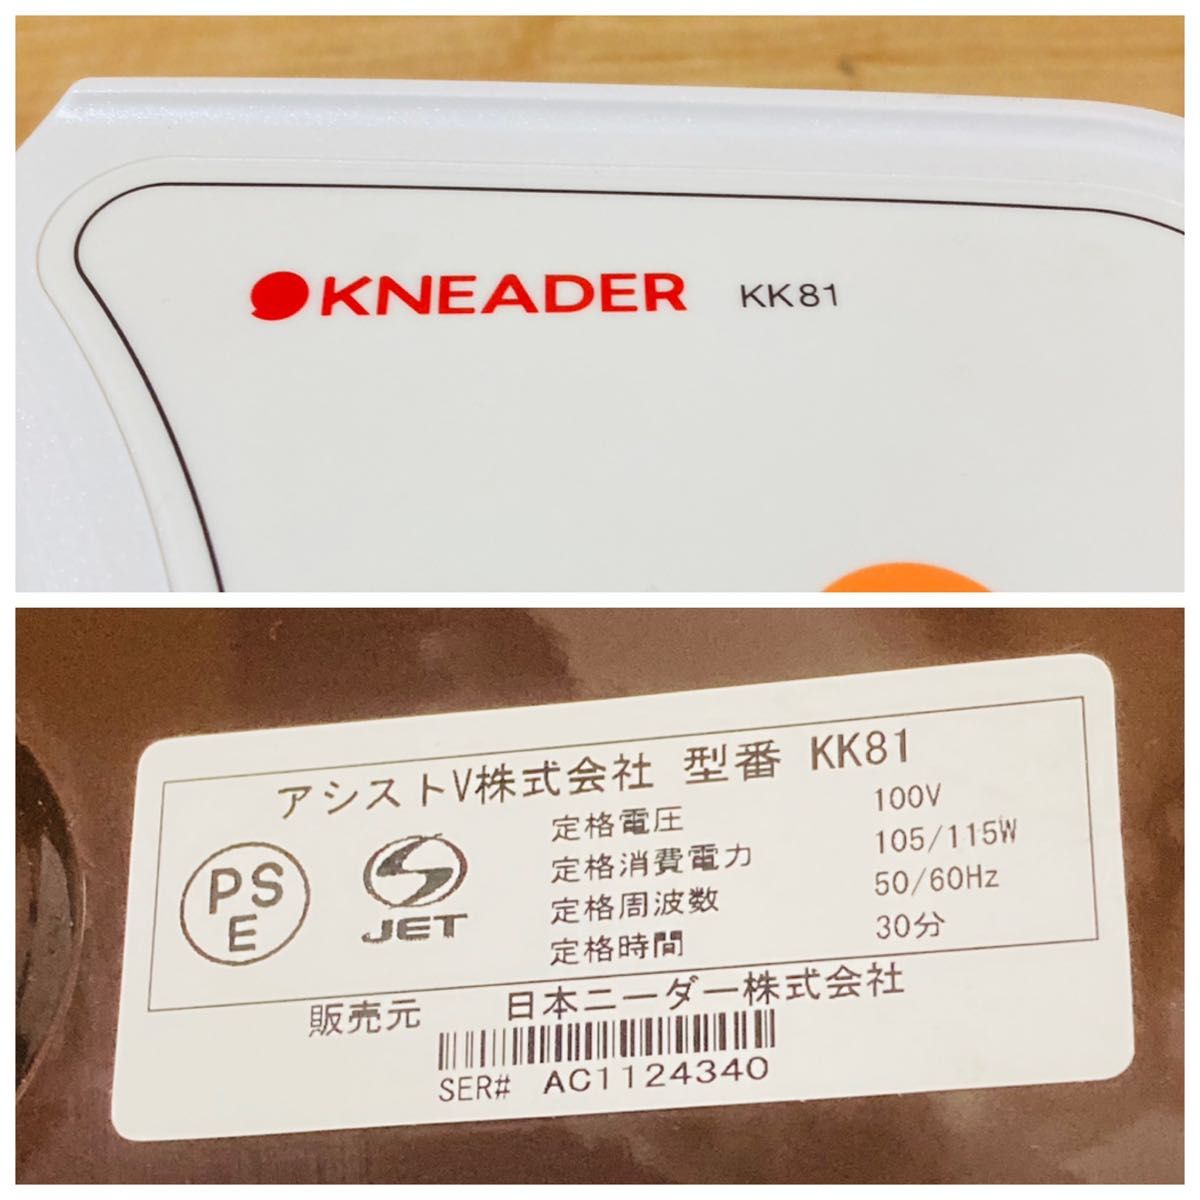 KNEADER KK81
アシストV株式会社 型番 KK81
PS
E
JET
定格電圧 100V
定格消費電力 105/115W
定格周波数 50/60Hz
定格時間 30分
販売元 日本ニーダー株式会社
SER# AC1124340